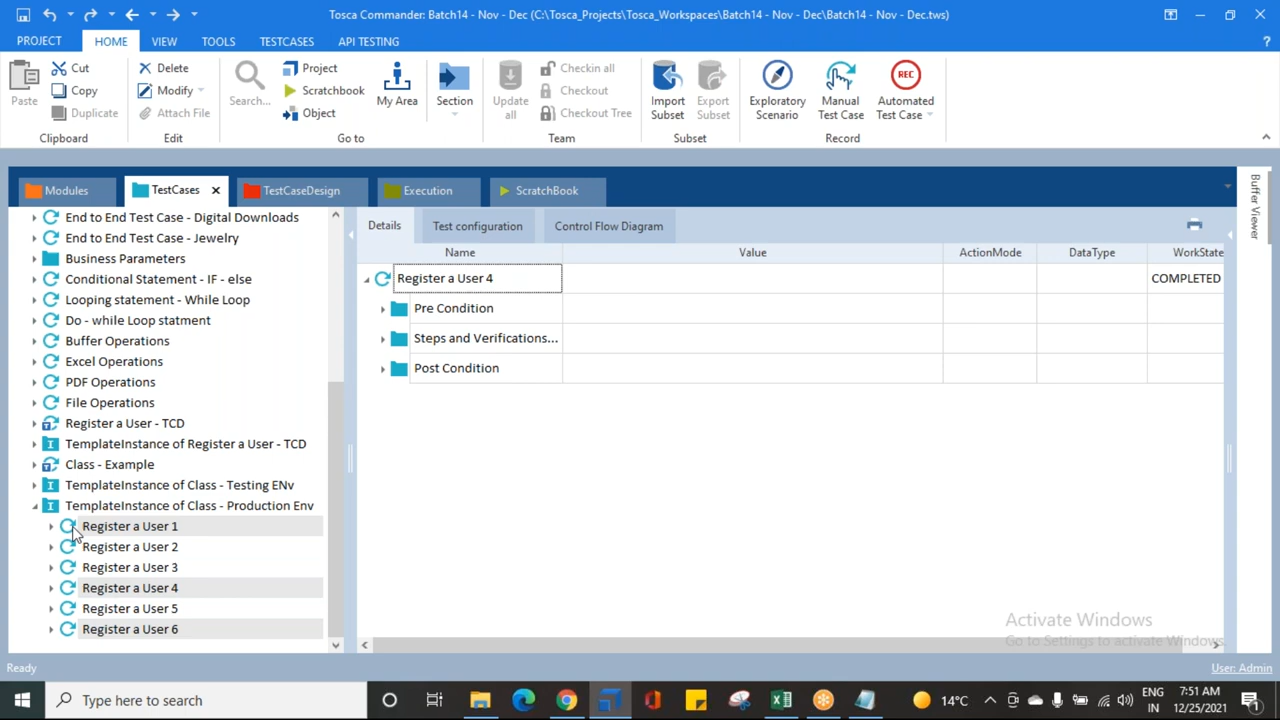 Tosca Commander: Batch14 - Nov - Dec (C:\Tosca_Projects\Tosca_Workspaces\Batch14 - Nov - Dec\Batch14 - Nov - Dec.tws)
PROJECT HOME VIEW TOOLS TESTCASES API TESTING ?
Paste Cut Copy Duplicate
Delete Modify Attach File
Search... Project Scratchbook Object My Area Section
Update all Checkin all Checkout Checkout Tree
Import Subset Export Subset
Exploratory Scenario Manual Test Case REC Automated Test Case
Clipboard Edit Go to Team Subset Record
Modules TestCases TestCaseDesign Execution ScratchBook
Buffer Viewer
End to End Test Case - Digital Downloads
End to End Test Case - Jewelry
Business Parameters
Conditional Statement - IF - else
Looping statement - While Loop
Do - while Loop statment
Buffer Operations
Excel Operations
PDF Operations
File Operations
Register a User - TCD
TemplateInstance of Register a User - TCD
Class - Example
TemplateInstance of Class - Testing ENv
TemplateInstance of Class - Production Env
Register a User 1
Register a User 2
Register a User 3
Register a User 4
Register a User 5
Register a User 6
Details Test configuration Control Flow Diagram
Name Value ActionMode DataType WorkState
Register a User 4 COMPLETED
Pre Condition
Steps and Verifications...
Post Condition
Activate Windows
Go to Settings to activate Windows.
Ready User: Admin
Type here to search
14°C ENG IN 7:51 AM 12/25/2021 1